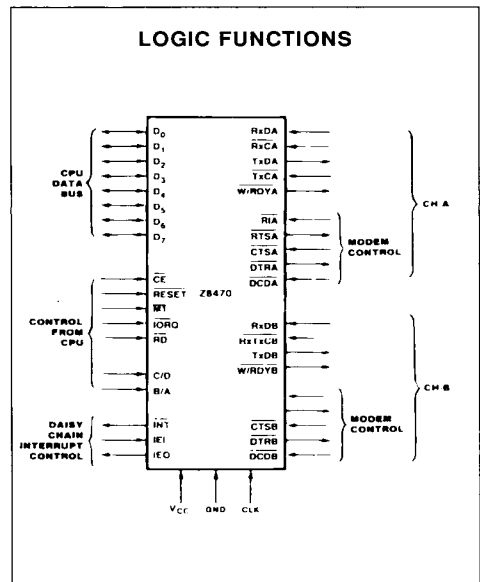 LOGIC FUNCTIONS
CPU
DATA
BUS
D0
D1
D2
D3
D4
D5
D6
D7
CONTROL
FROM
CPU
CE
RESET
M1
IORQ
RD
C/D
B/A
DAISY
CHAIN
INTERRUPT
CONTROL
INT
IEI
IEO
Z8470
RxDA
RxCA
TxDA
TxCA
W/RDYA
RIA
RTSA
CTSA
DTRA
DCDA
MODEM
CONTROL
CH-A
RxDB
RxTxCB
TxDB
W/RDYB
CTSB
DTRB
DCDB
MODEM
CONTROL
CH-B
VCC
GND
CLK